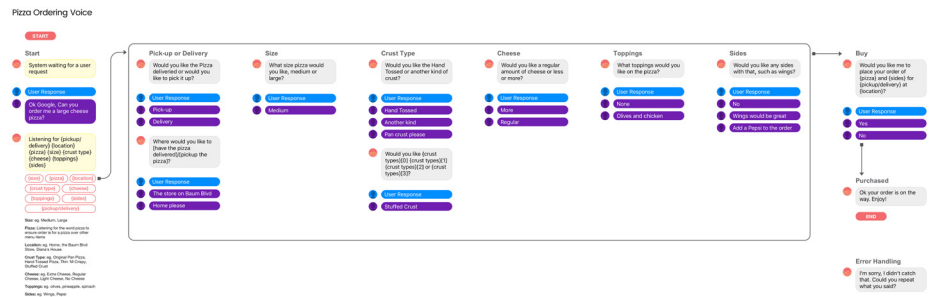 Pizza Ordering Voice
START
Start
System waiting for a user
request
User Response
Ok Google, Can you
order me a large cheese
pizza
Listening for {pickup/
delivery} {location}
{pizza} {size} {crust type}
{cheese} {toppings}
{sides}
{size} {pizza} {location}
{crust type} {cheese}
{toppings} {sides}
{pickup/delivery}
Size: eg. Medium, Large
Pizza: Listening for the word pizza to
ensure order is for a pizza over other
menu items
Location: eg. Home, the Baum Blvd
Store, Diana's House
Crust Type: eg. Original Pan Pizza,
Hand Tossed Pizza, Thin 'N Crispy,
Stuffed Crust
Cheese: eg. Extra Cheese, Regular
Cheese, Light Cheese, No Cheese
Toppings: eg. olives, pineapple, spinach
Sides: eg. Wings, Paper
Pick-up or Delivery
Would you like the Pizza
deliveried or would you
like to pick it up?
User Response
Pick-up
Delivery
Where would you like to
[have the pizza
delivered]/[pickup the
pizza]?
User Response
The store on Baum Blvd
Home please
Size
What size pizza would
you like, medium or
large?
User Response
Medium
Crust Type
Would you like the Hand
Tossed or another kind of
crust?
User Response
Hand Tossed
Another kind
Pan crust please
Would you like {crust
types}[0] {crust types}[1]
{crust types}[2] or {crust
types}[3]?
User Response
Stuffed Crust
Cheese
Would you like a regular
amount of cheese or less
or more?
User Response
More
Regular
Toppings
What toppings would you
like on the pizza?
User Response
None
Olives and chicken
Sides
Would you like any sides
with that, such as wings?
User Response
No
Wings would be great
Add a Pepsi to the order
Buy
Would you like me to
place your order of
{pizza} and {sides} for
{pickup/delivery} at
{location}?
User Response
Yes
No
Purchased
Ok your order is on the
way. Enjoy!
END
Error Handling
I'm sorry, I didn't catch
that. Could you repeat
what you said?